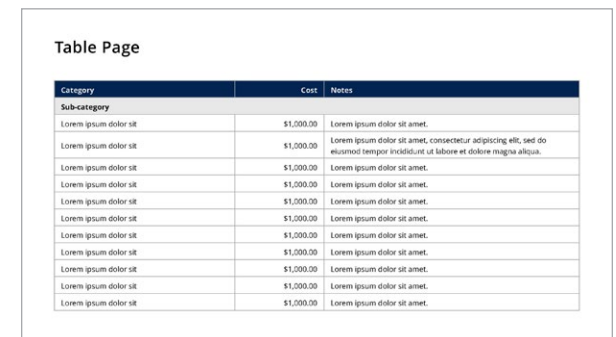 Table Page
Category Cost Notes
Sub-category
Lorem ipsum dolor sit $1,000.00 Lorem ipsum dolor sit amet.
Lorem ipsum dolor sit $1,000.00 Lorem ipsum dolor sit amet, consectetur adipiscing elit, sed do
eiusmod tempor incididunt ut labore et dolore magna aliqua.
Lorem ipsum dolor sit $1,000.00 Lorem ipsum dolor sit amet.
Lorem ipsum dolor sit $1,000.00 Lorem ipsum dolor sit amet.
Lorem ipsum dolor sit $1,000.00 Lorem ipsum dolor sit amet.
Lorem ipsum dolor sit $1,000.00 Lorem ipsum dolor sit amet.
Lorem ipsum dolor sit $1,000.00 Lorem ipsum dolor sit amet.
Lorem ipsum dolor sit $1,000.00 Lorem ipsum dolor sit amet.
Lorem ipsum dolor sit $1,000.00 Lorem ipsum dolor sit amet.
Lorem ipsum dolor sit $1,000.00 Lorem ipsum dolor sit amet.
Lorem ipsum dolor sit $1,000.00 Lorem ipsum dolor sit amet.